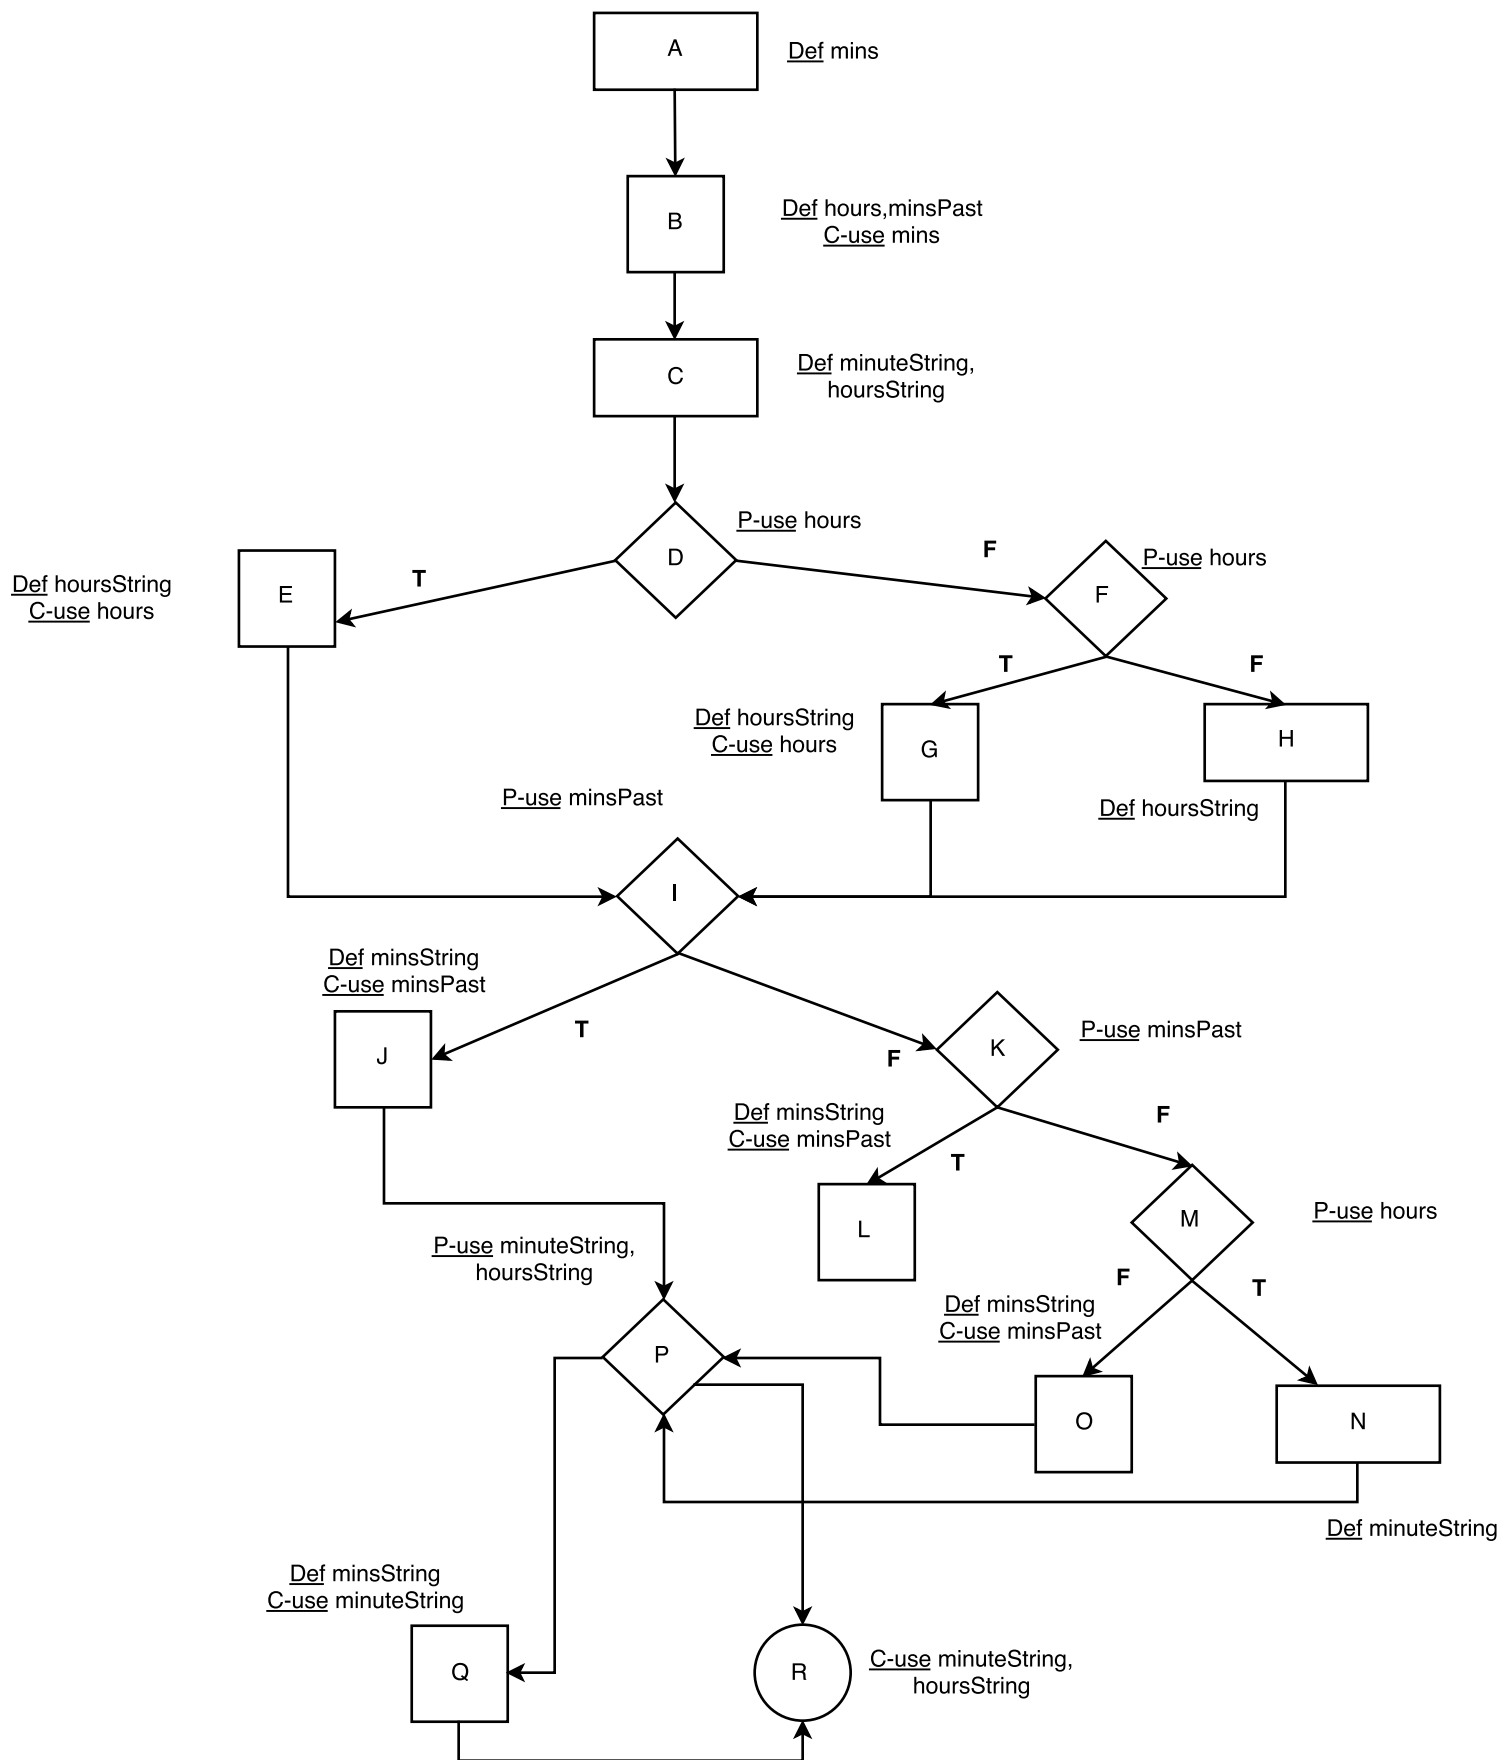 A
Def mins
B
Def hours,minsPast
C-use mins
C
Def minuteString,
hoursString
D
P-use hours
F
P-use hours
T
E
Def hoursString
C-use hours
F
T
F
Def hoursString
C-use hours
G
H
P-use minsPast
Def hoursString
I
Def minsString
C-use minsPast
T
J
F
K
P-use minsPast
Def minsString
C-use minsPast
F
T
L
M
P-use hours
P-use minuteString,
hoursString
F
T
Def minsString
C-use minsPast
P
O
N
Def minuteString
Def minsString
C-use minuteString
Q
R
C-use minuteString,
hoursString